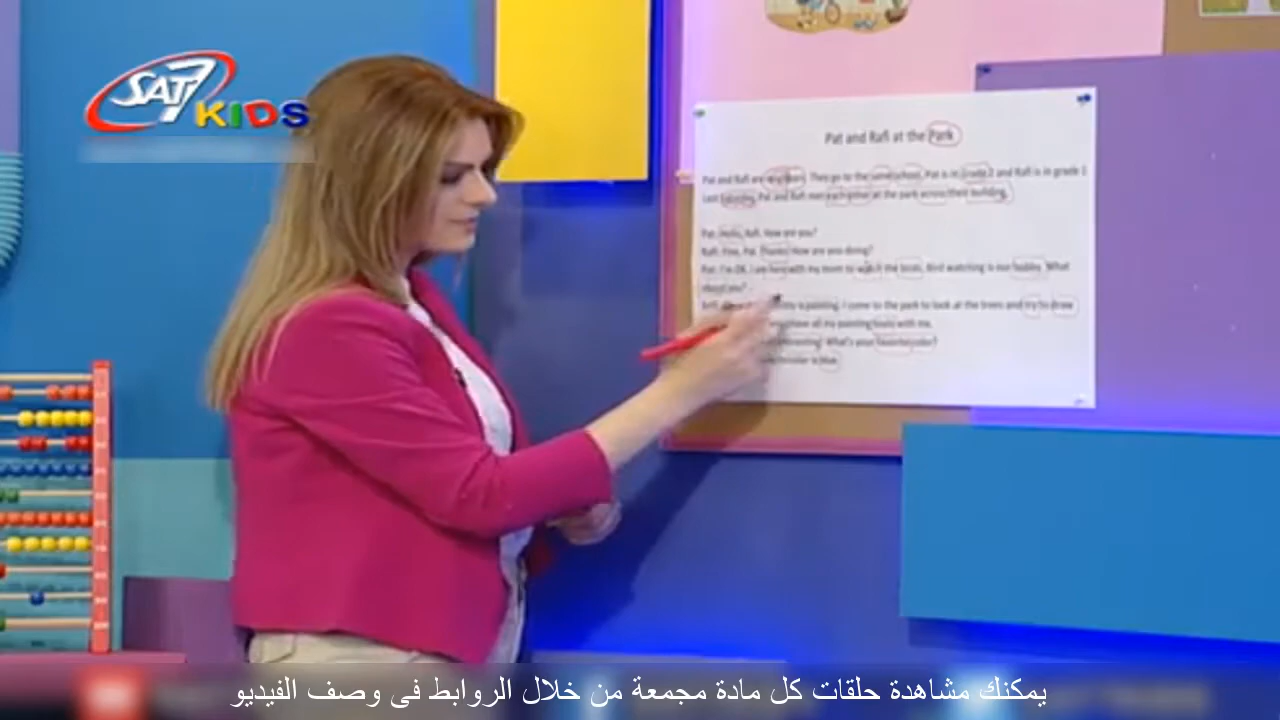 SAT7
KIDS
Pat and Rafi at the Park
Pat and Rafi are neighbors. They go to the same school. Pat is in Grade 2 and Rafi is in grade 1
Last Saturday, Pat and Rafi met each other at the park across their building.
Pat: Hello, Rafi. How are you?
Rafi: Fine, Pat. Thanks! How are you doing?
Pat: I'm OK. I am here with my mom to watch the birds. Bird watching is our hobby. What
about you?
Rafi: is painting. I come to the park to look at the trees and try to draw
have all my painting tools with me.
interesting! What's your favorite color?
color is blue.
يمكنك مشاهدة حلقات كل مادة مجمعة من خلال الروابط فى وصف الفيديو